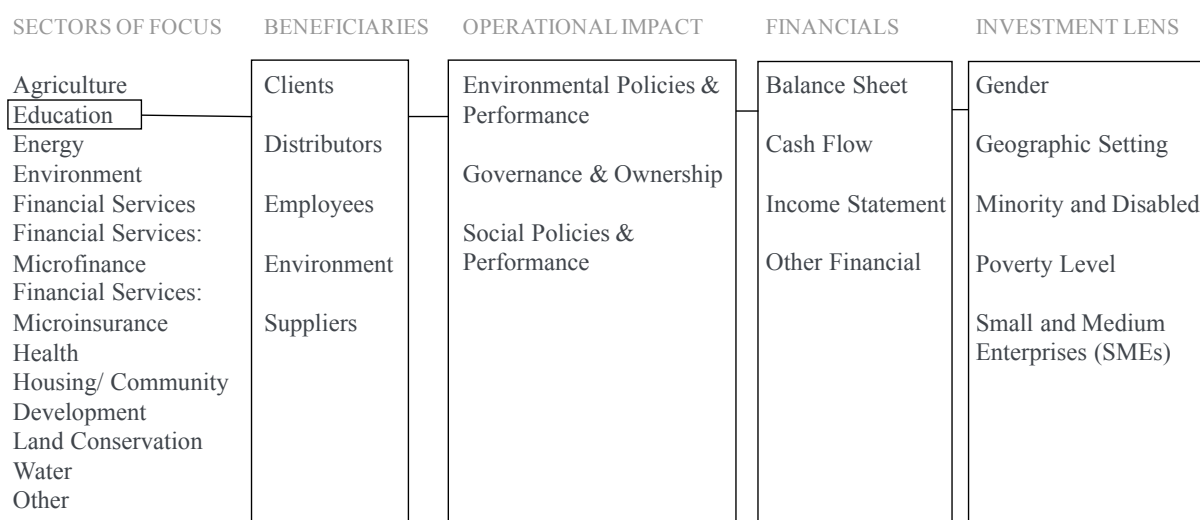 SECTORS OF FOCUS
Agriculture
Education
Energy
Environment
Financial Services
Financial Services:
Microfinance
Financial Services:
Microinsurance
Health
Housing/ Community
Development
Land Conservation
Water
Other
BENEFICIARIES
Clients
Distributors
Employees
Environment
Suppliers
OPERATIONAL IMPACT
Environmental Policies &
Performance
Governance & Ownership
Social Policies &
Performance
FINANCIALS
Balance Sheet
Cash Flow
Income Statement
Other Financial
INVESTMENT LENS
Gender
Geographic Setting
Minority and Disabled
Poverty Level
Small and Medium
Enterprises (SMEs)